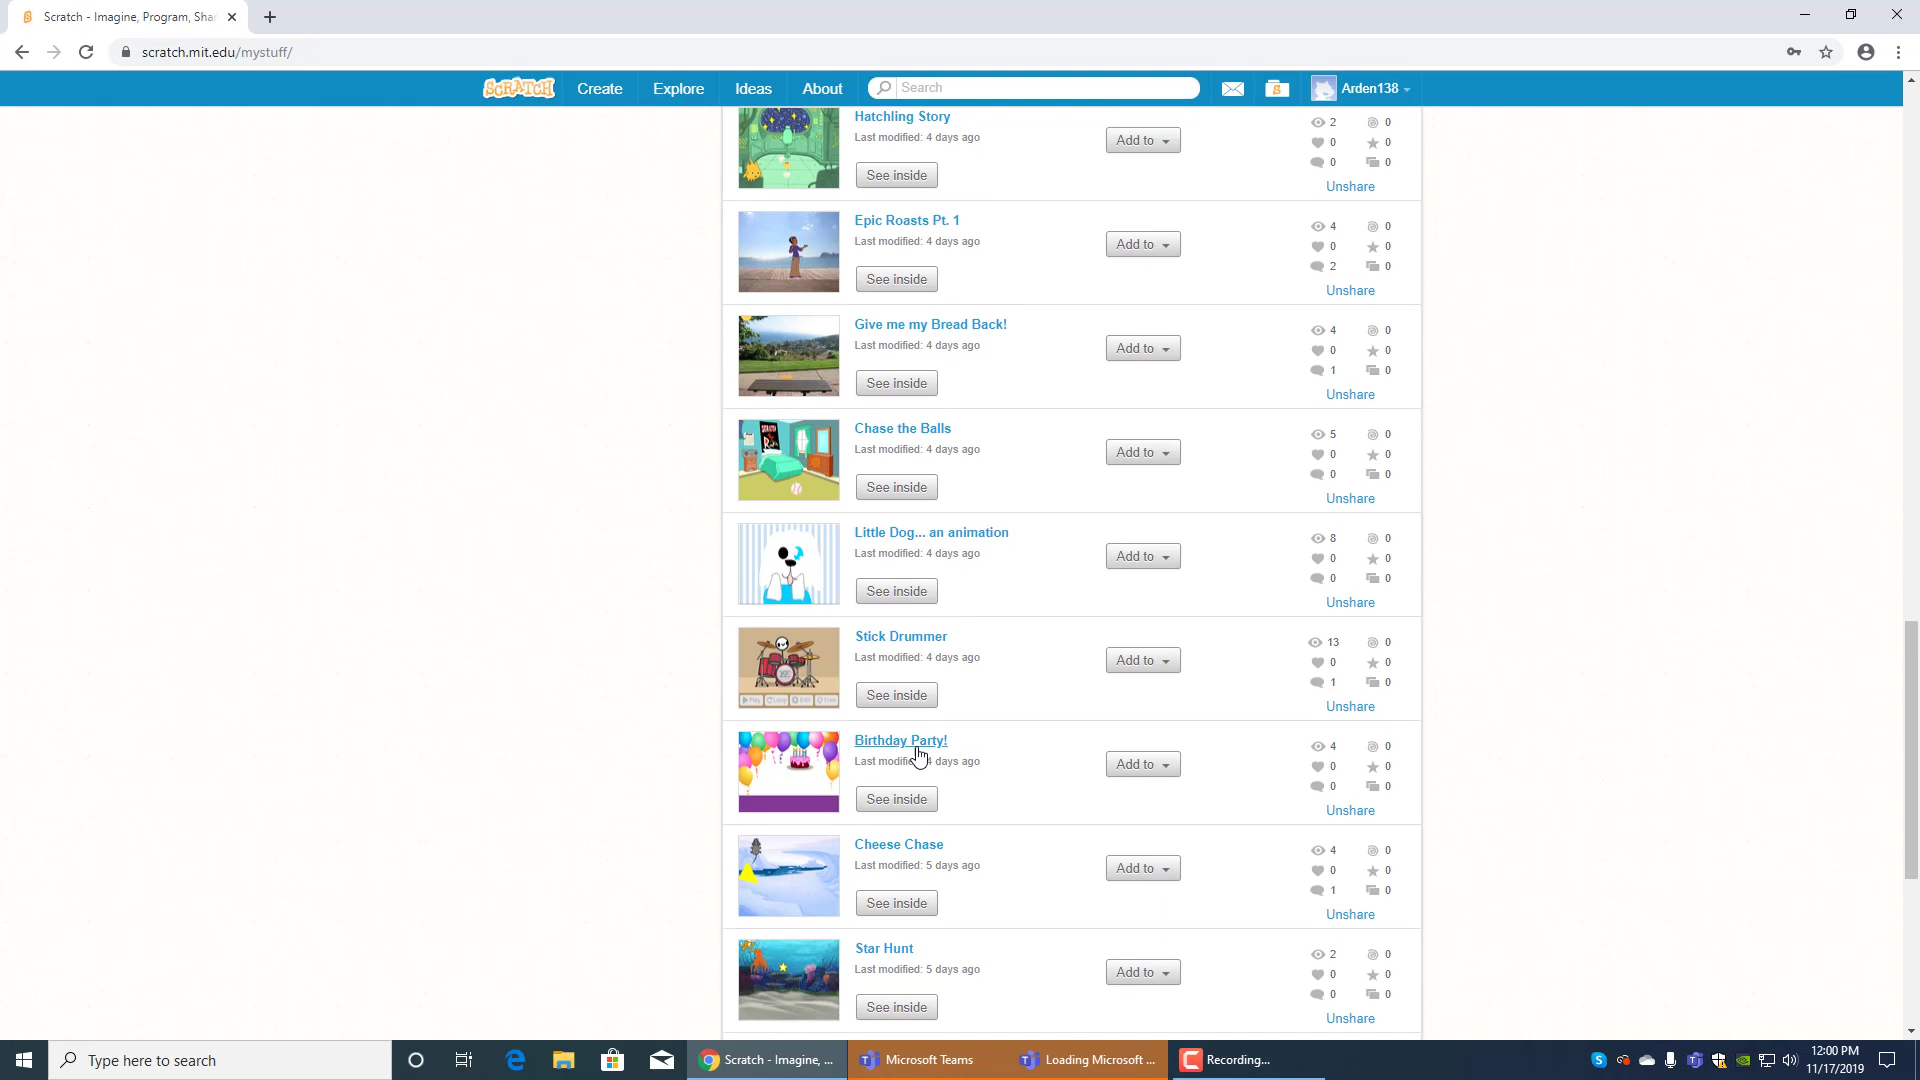 Scratch - Imagine, Program, Shar
scratch.mit.edu/mystuff/
SCRATCH Create Explore Ideas About Search Arden138
Hatchling Story 2 0
Last modified: 4 days ago Add to 0 0
0 0
See inside Unshare
Epic Roasts Pt. 1 4 0
Last modified: 4 days ago Add to 0 0
2 0
See inside Unshare
Give me my Bread Back! 4 0
Last modified: 4 days ago Add to 0 0
1 0
See inside Unshare
Chase the Balls 5 0
Last modified: 4 days ago Add to 0 0
0 0
See inside Unshare
Little Dog... an animation 8 0
Last modified: 4 days ago Add to 0 0
0 0
See inside Unshare
Stick Drummer 13 0
Last modified: 4 days ago Add to 0 0
1 0
See inside Unshare
Birthday Party! 4 0
Last modified: 4 days ago Add to 0 0
0 0
See inside Unshare
Cheese Chase 4 0
Last modified: 5 days ago Add to 0 0
1 0
See inside Unshare
Star Hunt 2 0
Last modified: 5 days ago Add to 0 0
0 0
See inside Unshare
Type here to search Scratch - Imagine, ... Microsoft Teams Loading Microsoft ... Recording... 12:00 PM
11/17/2019